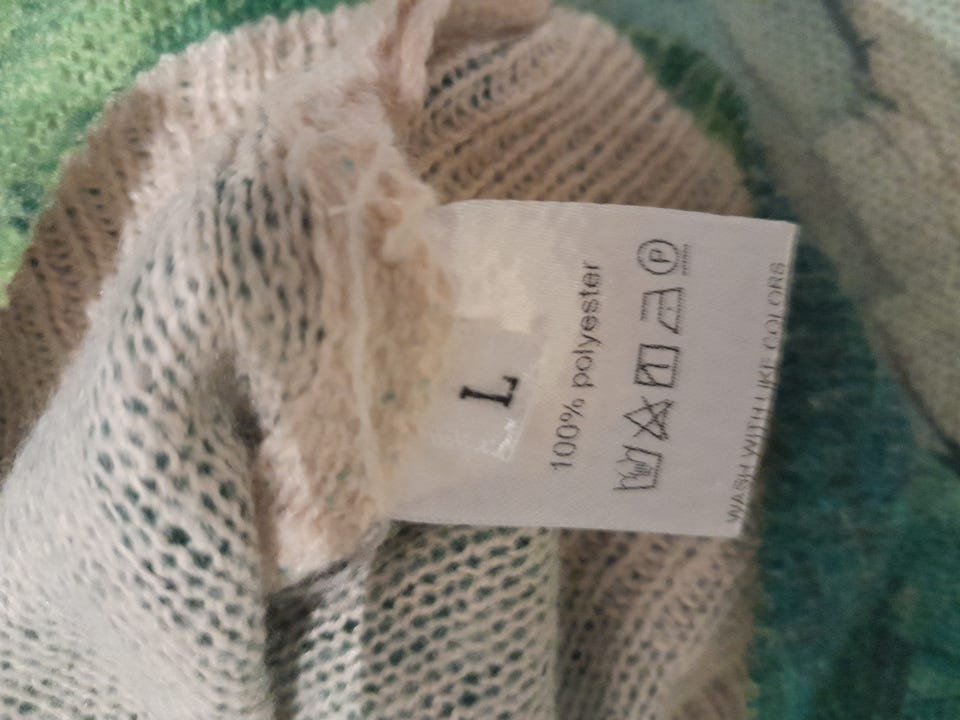 L
100% polyester
P
WASH WITH LIKE COLORS